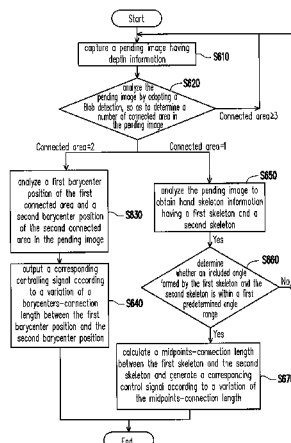 Start
capture a pending image having
depth information
S610
analyze the
pending image by adopting a
Blob detection, so as to determine a
number of connected area in
the pending image
S620
Connected area≥3
Connected area=2
Connected area=1
analyze a first barycenter
position of the first
connected area and a
second barycenter position
of the second connected
area in the pending image
S630
analyze the pending image to
obtain hand skeleton information
having a first skeleton and a
second skeleton
S650
Yes
output a corresponding
controlling signal according
to a variation of a
barycenters-connection
length between the first
barycenter position and the
second barycenter position
S640
determine
whether an included angle
formed by the first skeleton and the
second skeleton is within a first
predetermined angle
range
S660
No
Yes
calculate a midpoints-connection length
between the first skeleton and the second
skeleton and generate a corresponding
control signal according to a variation of
the midpoints-connection length
S670
End